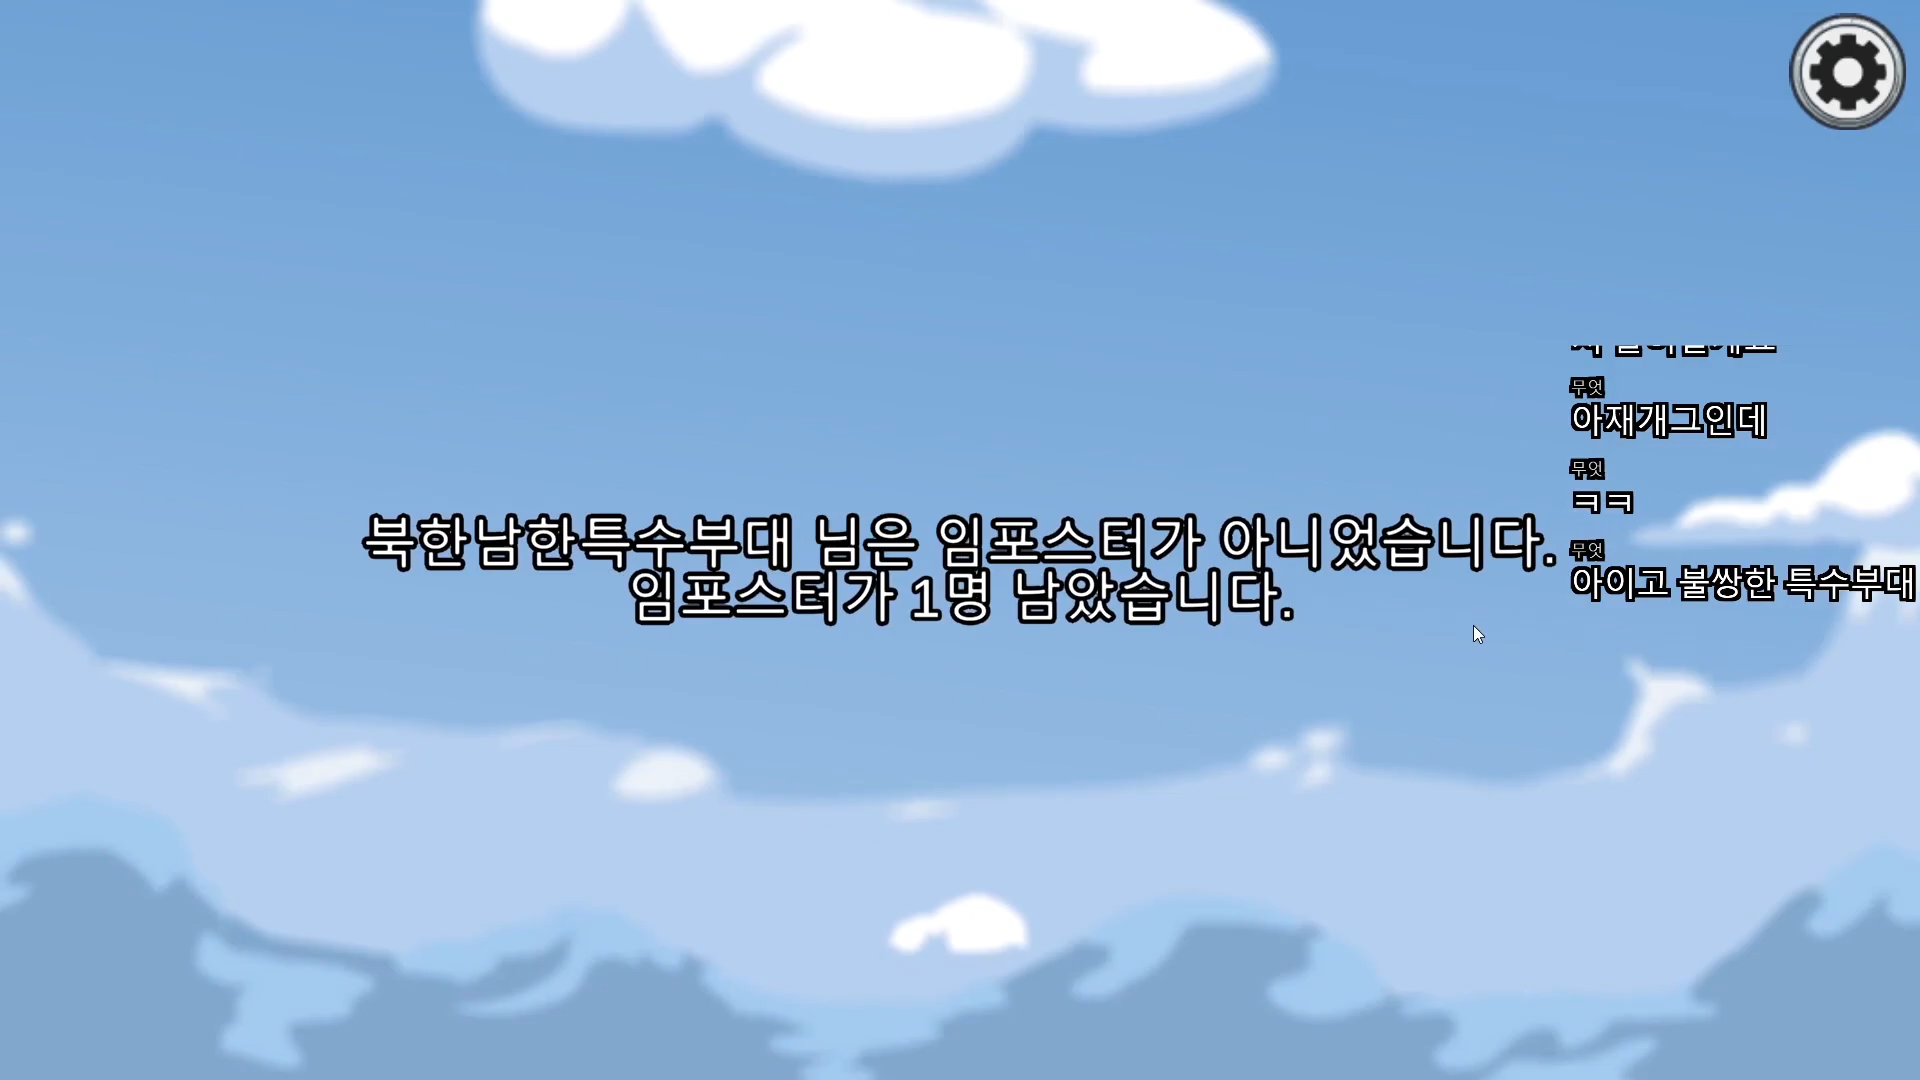 북한남한특수부대 님은 임포스터가 아니었습니다.
임포스터가 1명 남았습니다.
무엇
아재개그인데
무엇
ㅋㅋ
무엇
아이고 불쌍한 특수부대